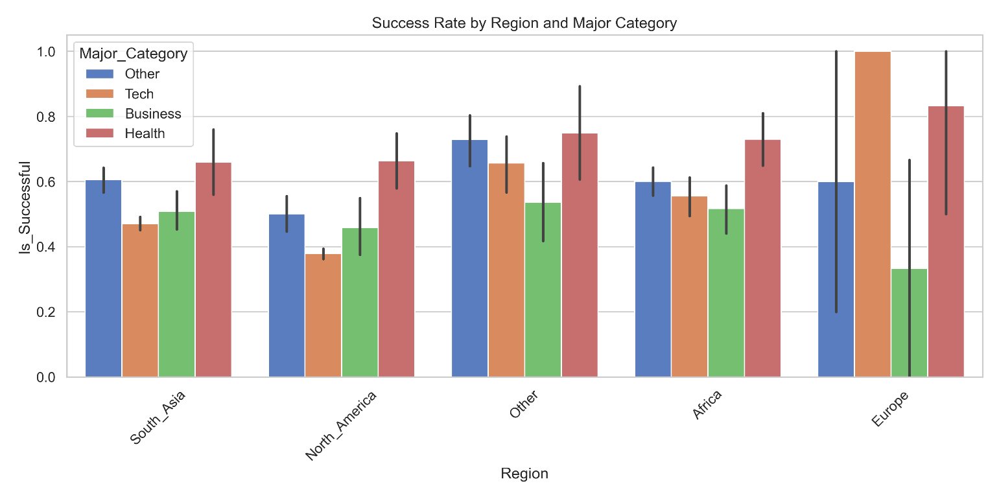 Success Rate by Region and Major Category
Major_Category
Other
Tech
Business
Health
Is_Successful
1.0
0.8
0.6
0.4
0.2
0.0
South_Asia
North_America
Other
Africa
Europe
Region